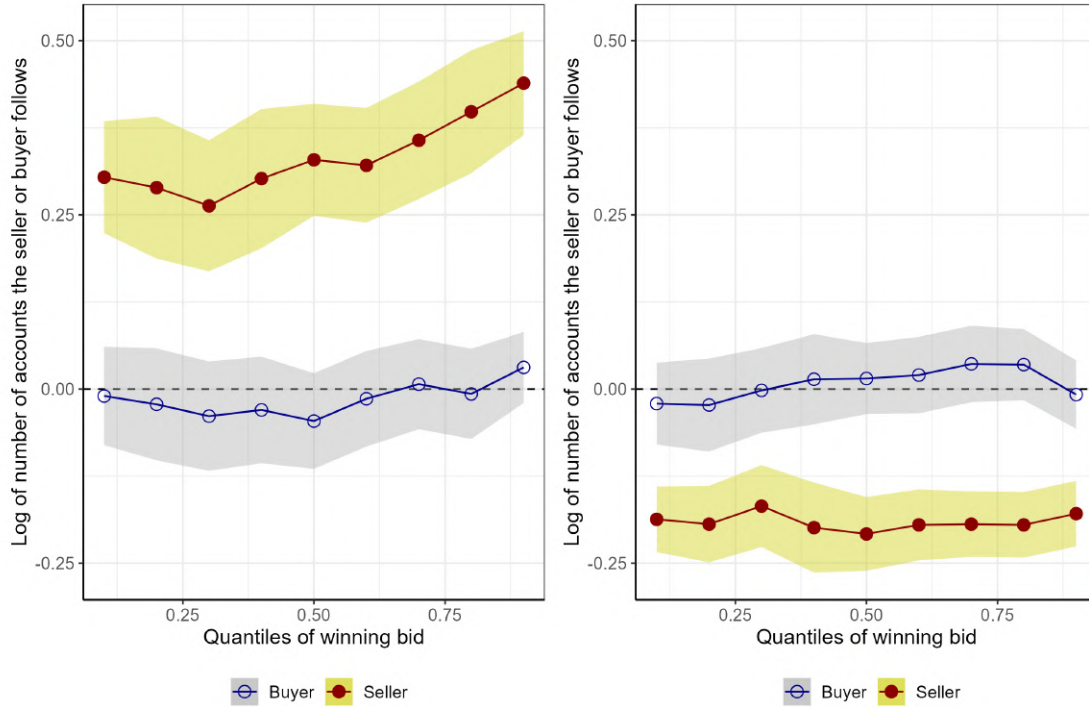 Log of number of accounts the seller or buyer follows
0.50
0.25
0.00
-0.25
0.25
0.50
0.75
Quantiles of winning bid
Buyer
Seller
Log of number of accounts the seller or buyer follows
0.50
0.25
0.00
-0.25
0.25
0.50
0.75
Quantiles of winning bid
Buyer
Seller